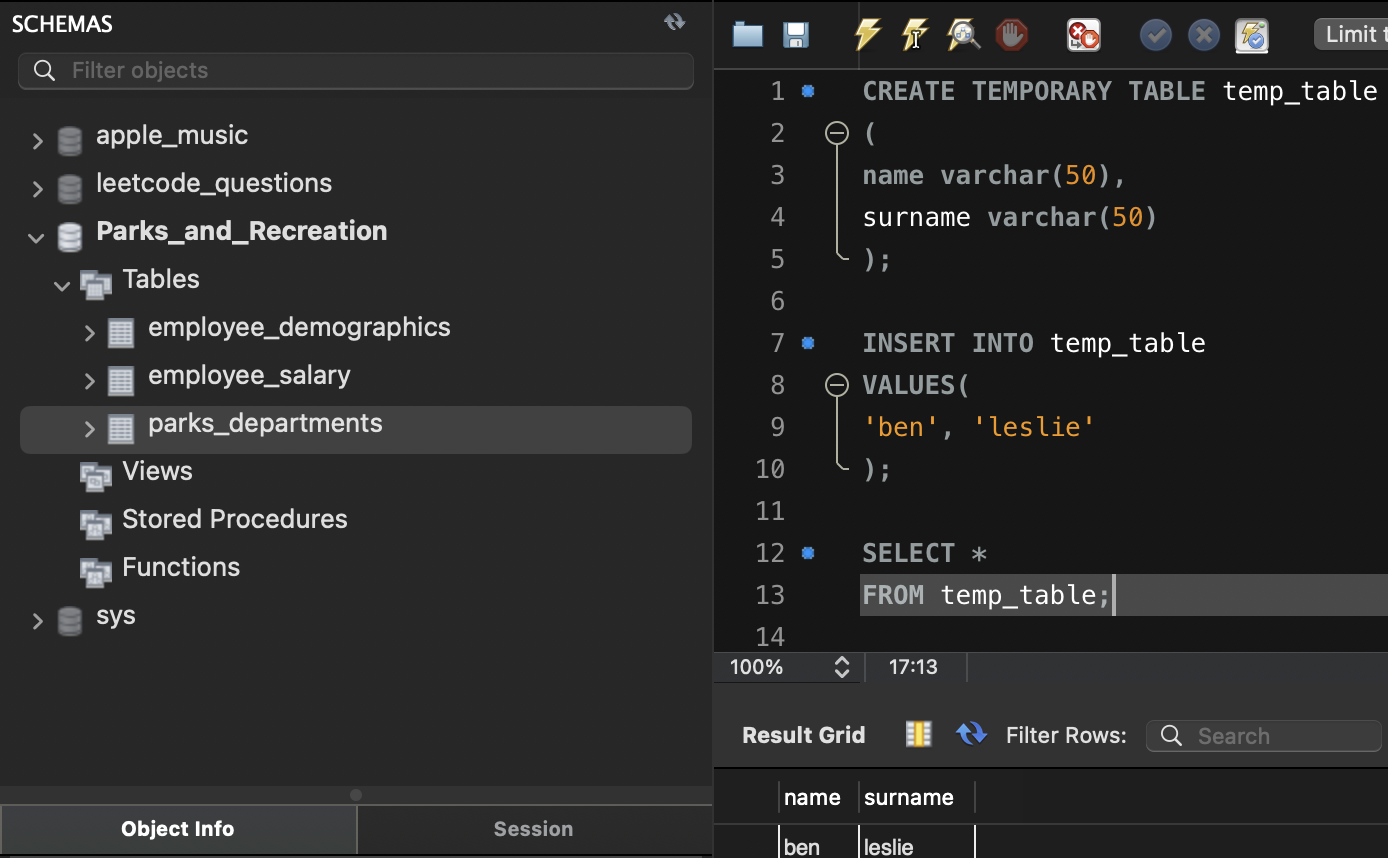 SCHEMAS
Filter objects
apple_music
leetcode_questions
Parks_and_Recreation
Tables
employee_demographics
employee_salary
parks_departments
Views
Stored Procedures
Functions
sys
Object Info
Session
Limit t
1 CREATE TEMPORARY TABLE temp_table
2 (
3 name varchar(50),
4 surname varchar(50)
5 );
6
7 INSERT INTO temp_table
8 VALUES(
9 'ben', 'leslie'
10 );
11
12 SELECT *
13 FROM temp_table;
14
100% 17:13
Result Grid Filter Rows: Search
name surname
ben leslie